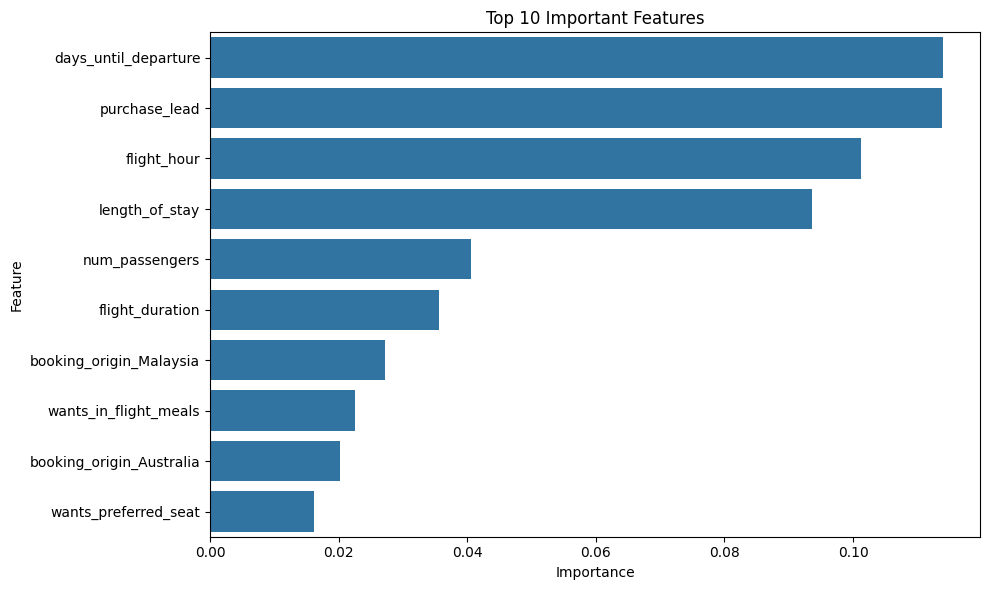 Top 10 Important Features
days_until_departure
purchase_lead
flight_hour
length_of_stay
num_passengers
flight_duration
booking_origin_Malaysia
wants_in_flight_meals
booking_origin_Australia
wants_preferred_seat
Feature
0.00 0.02 0.04 0.06 0.08 0.10
Importance